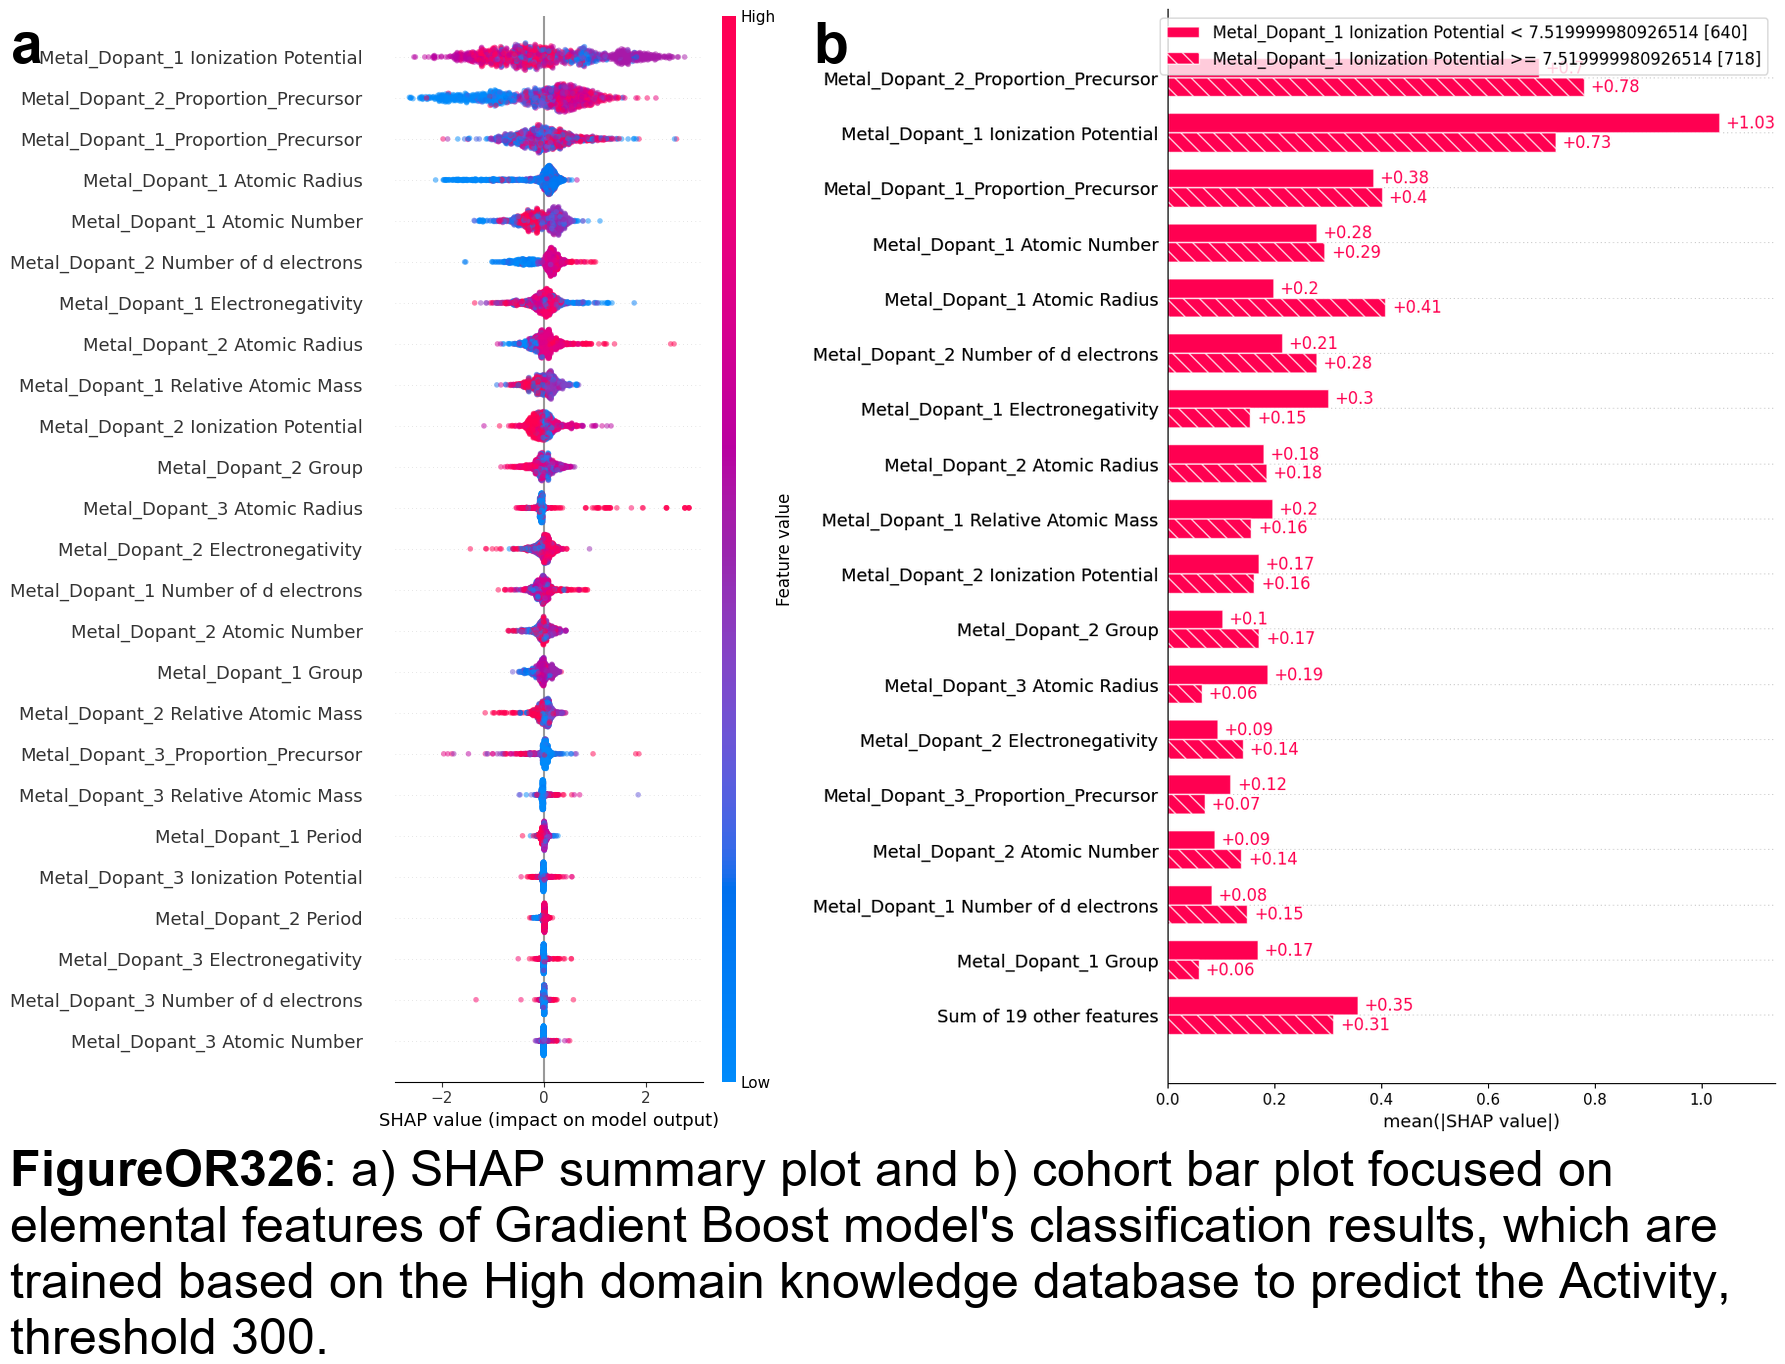 a
High
Metal_Dopant_1 Ionization Potential
Metal_Dopant_2_Proportion_Precursor
Metal_Dopant_1_Proportion_Precursor
Metal_Dopant_1 Atomic Radius
Metal_Dopant_1 Atomic Number
Metal_Dopant_2 Number of d electrons
Metal_Dopant_1 Electronegativity
Metal_Dopant_2 Atomic Radius
Metal_Dopant_1 Relative Atomic Mass
Metal_Dopant_2 Ionization Potential
Metal_Dopant_2 Group
Metal_Dopant_3 Atomic Radius
Metal_Dopant_2 Electronegativity
Metal_Dopant_1 Number of d electrons
Metal_Dopant_2 Atomic Number
Metal_Dopant_1 Group
Metal_Dopant_2 Relative Atomic Mass
Metal_Dopant_3_Proportion_Precursor
Metal_Dopant_3 Relative Atomic Mass
Metal_Dopant_1 Period
Metal_Dopant_3 Ionization Potential
Metal_Dopant_2 Period
Metal_Dopant_3 Electronegativity
Metal_Dopant_3 Number of d electrons
Metal_Dopant_3 Atomic Number
Low
−2 0 2
SHAP value (impact on model output)
Feature value
b
Metal_Dopant_1 Ionization Potential < 7.519999980926514 [640]
Metal_Dopant_1 Ionization Potential >= 7.519999980926514 [718]
Metal_Dopant_2_Proportion_Precursor
+0.7
+0.78
Metal_Dopant_1 Ionization Potential
+1.03
+0.73
Metal_Dopant_1_Proportion_Precursor
+0.38
+0.4
Metal_Dopant_1 Atomic Number
+0.28
+0.29
Metal_Dopant_1 Atomic Radius
+0.2
+0.41
Metal_Dopant_2 Number of d electrons
+0.21
+0.28
Metal_Dopant_1 Electronegativity
+0.3
+0.15
Metal_Dopant_2 Atomic Radius
+0.18
+0.18
Metal_Dopant_1 Relative Atomic Mass
+0.2
+0.16
Metal_Dopant_2 Ionization Potential
+0.17
+0.16
Metal_Dopant_2 Group
+0.1
+0.17
Metal_Dopant_3 Atomic Radius
+0.19
+0.06
Metal_Dopant_2 Electronegativity
+0.09
+0.14
Metal_Dopant_3_Proportion_Precursor
+0.12
+0.07
Metal_Dopant_2 Atomic Number
+0.09
+0.14
Metal_Dopant_1 Number of d electrons
+0.08
+0.15
Metal_Dopant_1 Group
+0.17
+0.06
Sum of 19 other features
+0.35
+0.31
0.0 0.2 0.4 0.6 0.8 1.0
mean(|SHAP value|)
FigureOR326: a) SHAP summary plot and b) cohort bar plot focused on
elemental features of Gradient Boost model's classification results, which are
trained based on the High domain knowledge database to predict the Activity,
threshold 300.